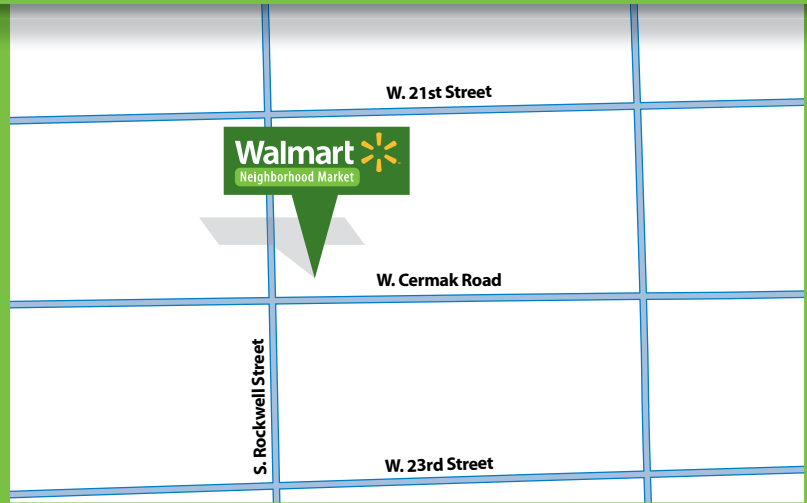 W. 21st Street
Walmart
Neighborhood Market
W. Cermak Road
S. Rockwell Street
W. 23rd Street